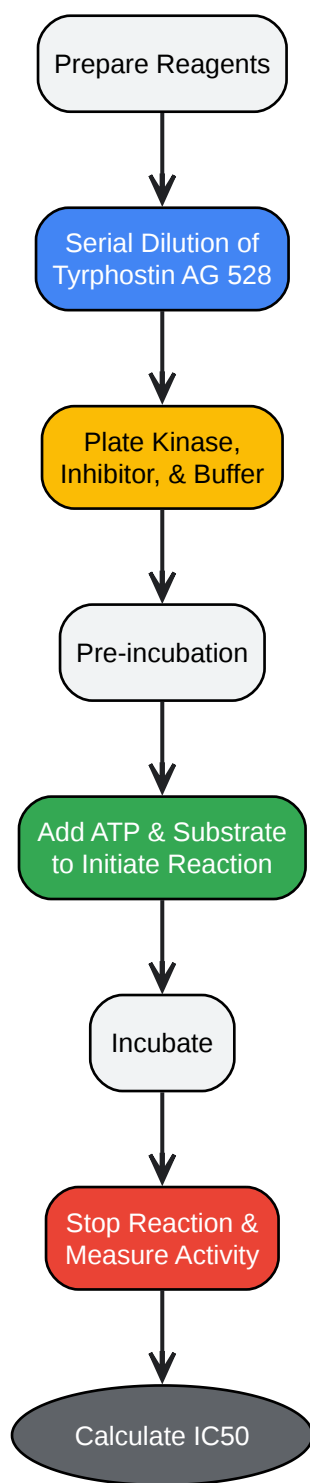 Prepare Reagents
Serial Dilution of
Tyrphostin AG 528
Plate Kinase,
Inhibitor, & Buffer
Pre-incubation
Add ATP & Substrate
to Initiate Reaction
Incubate
Stop Reaction &
Measure Activity
Calculate IC50